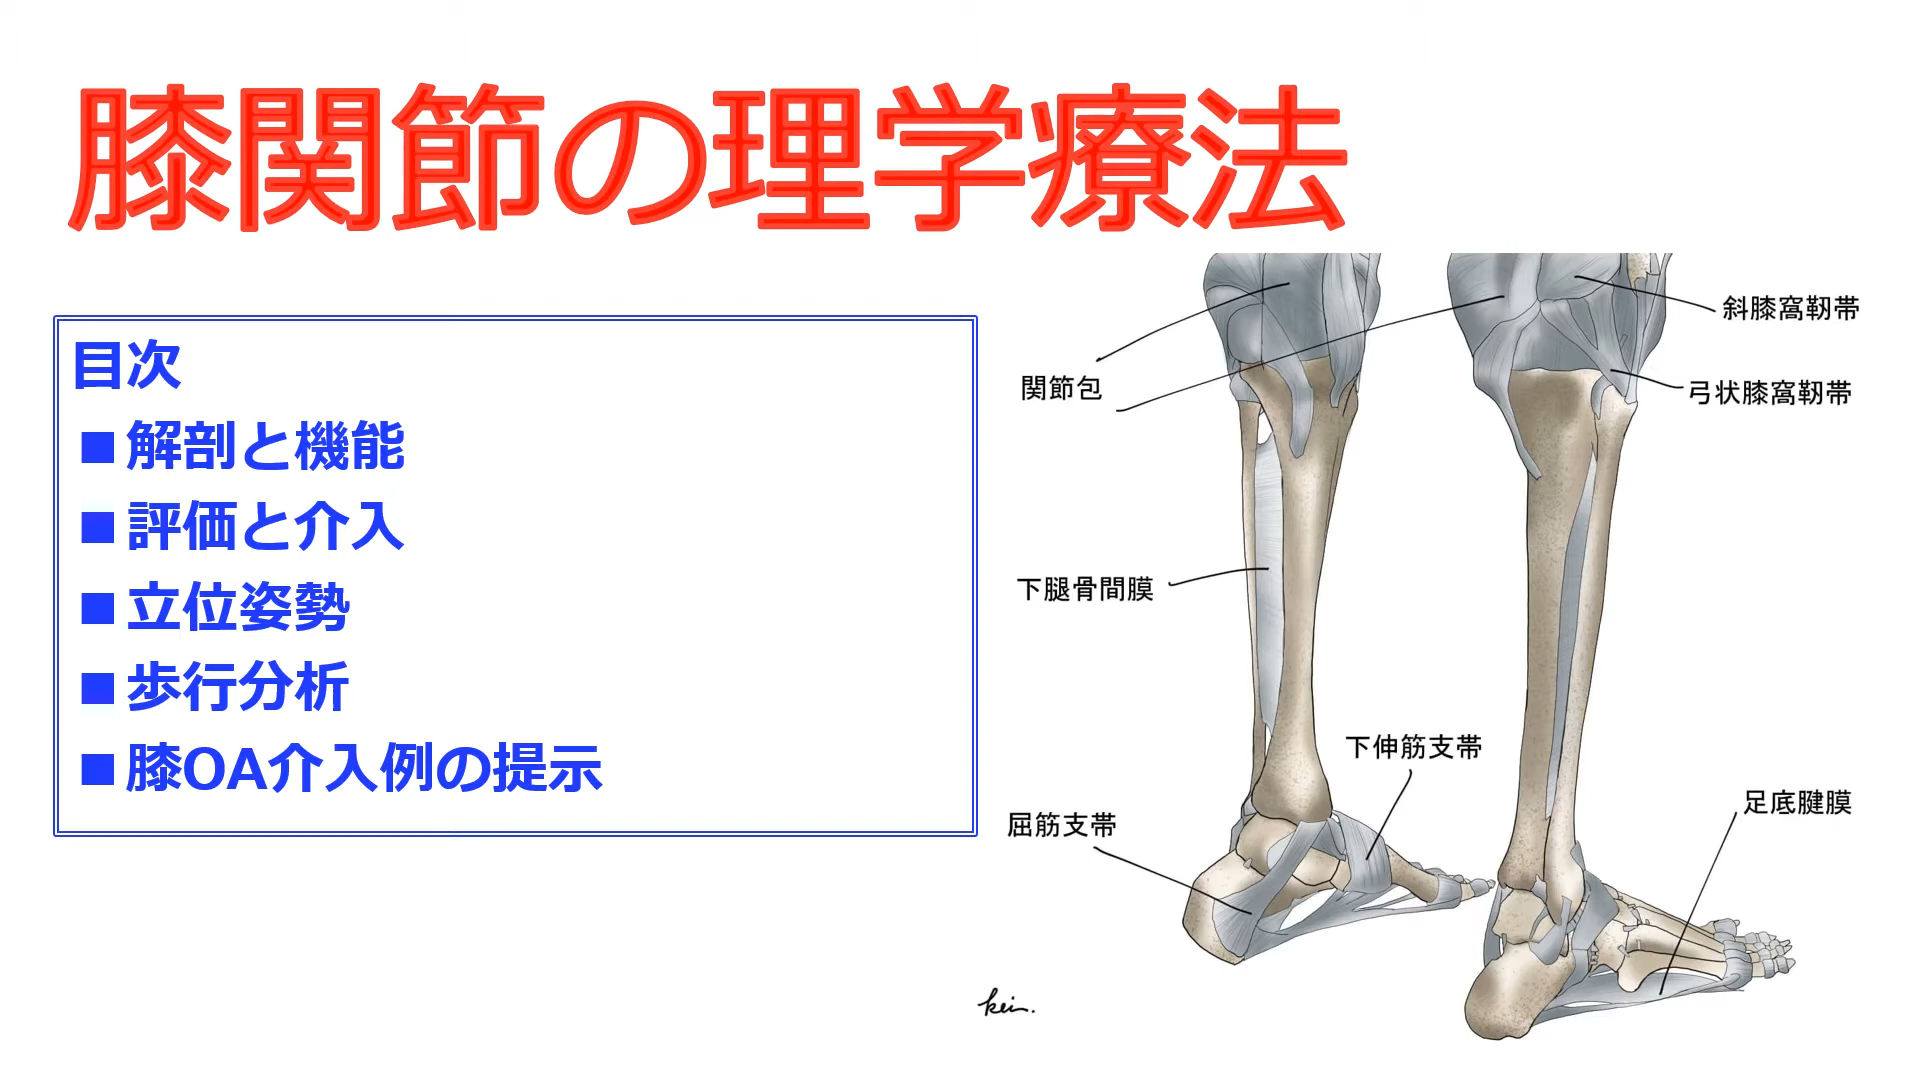 膝関節の理学療法
目次
■解剖と機能
■評価と介入
■立位姿勢
■歩行分析
■膝OA介入例の提示
斜膝窩靭帯
関節包
弓状膝窩靭帯
下腿骨間膜
下伸筋支帯
足底腱膜
屈筋支帯
kei.